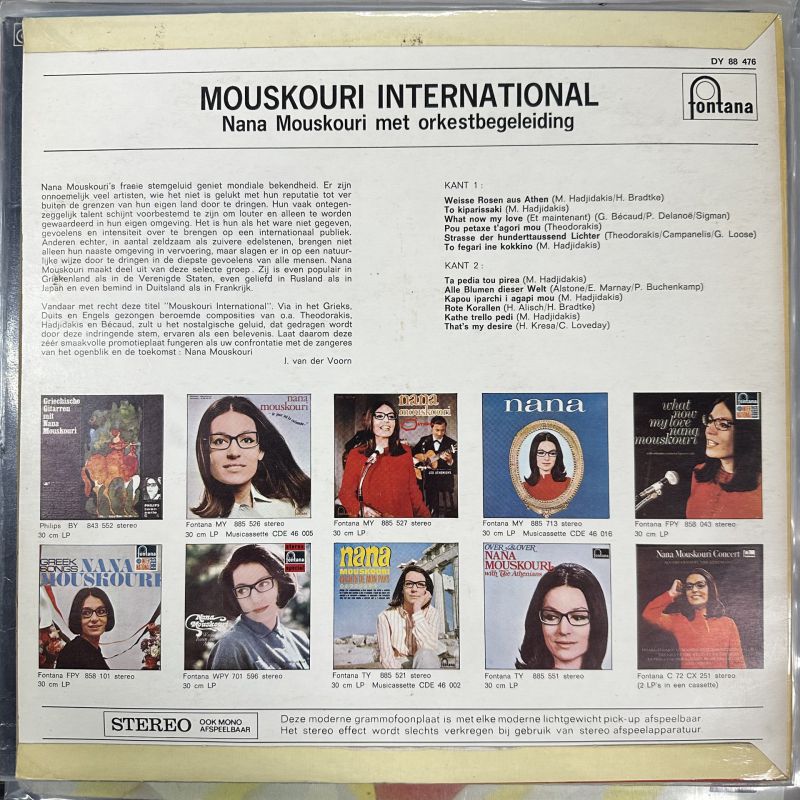 DY 88 476
MOUSKOURI INTERNATIONAL
Nana Mouskouri met orkestbegeleiding
fontana
Nana Mouskouri's fraeie stemgeluid geniet mondiale bekendheid. Er zijn
onnoemelijk veel artisten, wie het niet is gelukt met hun reputatie tot ver
buiten de grenzen van hun eigen land door te dringen. Hun vaak ontegen-
zeggelijk talent schijnt voorbestemd te zijn om louter en alleen te worden
gewaardeerd in hun eigen omgeving. Het is hun als het ware niet gegeven,
gevoelens en intensiteit over te brengen op een internationaal publiek.
Anderen echter, in aantal zeldzaam als zuivere edelstenen, brengen niet
alleen hun naaste omgeving in vervoering, maar slagen er in op een natuur-
lijke wijze door te dringen in de diepste gevoelens van alle mensen. Nana
Mouskouri maakt deel uit van deze selecte groep. Zij is even populair in
Griekenland als in de Verenigde Staten, even geliefd in Rusland als in
Japan en even bemind in Duitsland als in Frankrijk.
Vandaar met recht deze titel "Mouskouri International". Via in het Grieks,
Duits en Engels gezongen beroemde composities van o.a. Theodorakis,
Hadjidakis en Bécaud, zult u het nostalgische geluid, dat gedragen wordt
door deze indringende stem, ervaren als een belevenis. Laat daarom deze
zéér smaakvolle promotieplaat fungeren als uw confrontatie met de zangeres
van het ogenblik en de toekomst : Nana Mouskouri
J. van der Voorn
KANT 1 :
Weisse Rosen aus Athen (M. Hadjidakis/H. Bradtke)
To kiparissaki (M. Hadjidakis)
What now my love (Et maintenant) (G. Bécaud/P. Delanoë/Sigman)
Pou petaxe t'agori mou (Theodorakis)
Strasse der hunderttaussend Lichter (Theodorakis/Campanelis/G. Loose)
To fegari ine kokkino (M. Hadjidakis)
KANT 2 :
Ta pedia tou pirea (M. Hadjidakis)
Alle Blumen dieser Welt (Alstone/E. Marnay/P. Buchenkamp)
Kapou iparchi i agapi mou (M. Hadjidakis)
Rote Korallen (H. Alisch/H. Bradtke)
Kathe trello pedi (M. Hadjidakis)
That's my desire (H. Kresa/C. Loveday)
Griechische
Gitarren
mit
Nana
Mouskouri
PHILIPS
nana
mouskouri
nana
mouskouri
LES ATHENIENS
nana
what
now
my love
nana
mouskouri
fontana
Philips BY 843 552 stereo
30 cm LP
Fontana MY 885 526 stereo
30 cm LP Musicassette CDE 46 005
Fontana MY 885 527 stereo
30 cm LP
Fontana MY 885 713 stereo
30 cm LP Musicassette CDE 46 016
Fontana FPY 858 043 stereo
30 cm LP
GREEK
SONGS
NANA
MOUSKOURI
fontana
stereo
fontana
special
Nana
Mouskouri
nana
MOUSKOURI
CHANTS DE MON PAYS
OVER & OVER
NANA
MOUSKOURI
with The Athenians
Nana Mouskouri Concert
Fontana FPY 858 101 stereo
30 cm LP
Fontana WPY 701 596 stereo
30 cm LP
Fontana TY 885 521 stereo
30 cm LP Musicassette CDE 46 002
Fontana TY 885 551 stereo
30 cm LP
Fontana C 72 CX 251 stereo
(2 LP's in een cassette)
STEREO
OOK MONO
AFSPEELBAAR
Deze moderne grammofoonplaat is met elke moderne lichtgewicht pick-up afspeelbaar
Het stereo effect wordt slechts verkregen bij gebruik van stereo afspeelapparatuur